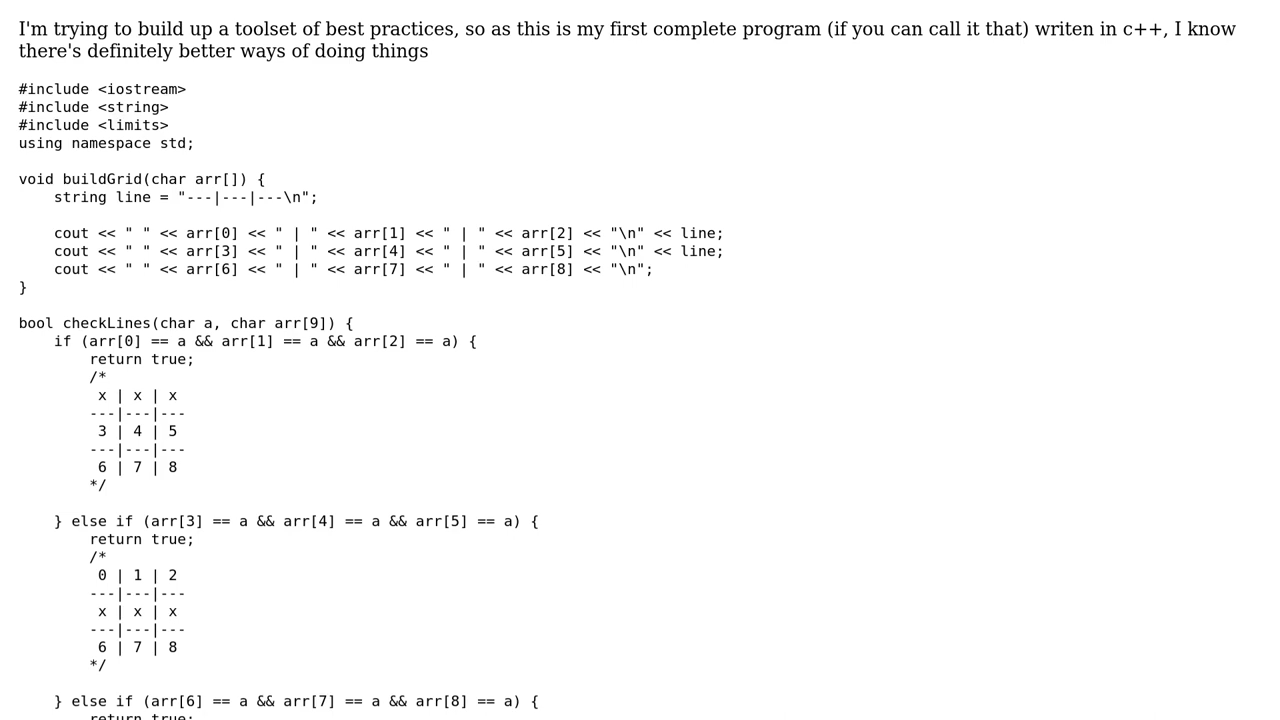 I'm trying to build up a toolset of best practices, so as this is my first complete program (if you can call it that) writen in c++, I know
there's definitely better ways of doing things
#include <iostream>
#include <string>
#include <limits>
using namespace std;

void buildGrid(char arr[]) {
    string line = "---|---|---\n";

    cout << " " << arr[0] << " | " << arr[1] << " | " << arr[2] << "\n" << line;
    cout << " " << arr[3] << " | " << arr[4] << " | " << arr[5] << "\n" << line;
    cout << " " << arr[6] << " | " << arr[7] << " | " << arr[8] << "\n";
}

bool checkLines(char a, char arr[9]) {
    if (arr[0] == a && arr[1] == a && arr[2] == a) {
        return true;
        /*
         x | x | x
        ---|---|---
         3 | 4 | 5
        ---|---|---
         6 | 7 | 8
        */

    } else if (arr[3] == a && arr[4] == a && arr[5] == a) {
        return true;
        /*
         0 | 1 | 2
        ---|---|---
         x | x | x
        ---|---|---
         6 | 7 | 8
        */

    } else if (arr[6] == a && arr[7] == a && arr[8] == a) {
        return true;